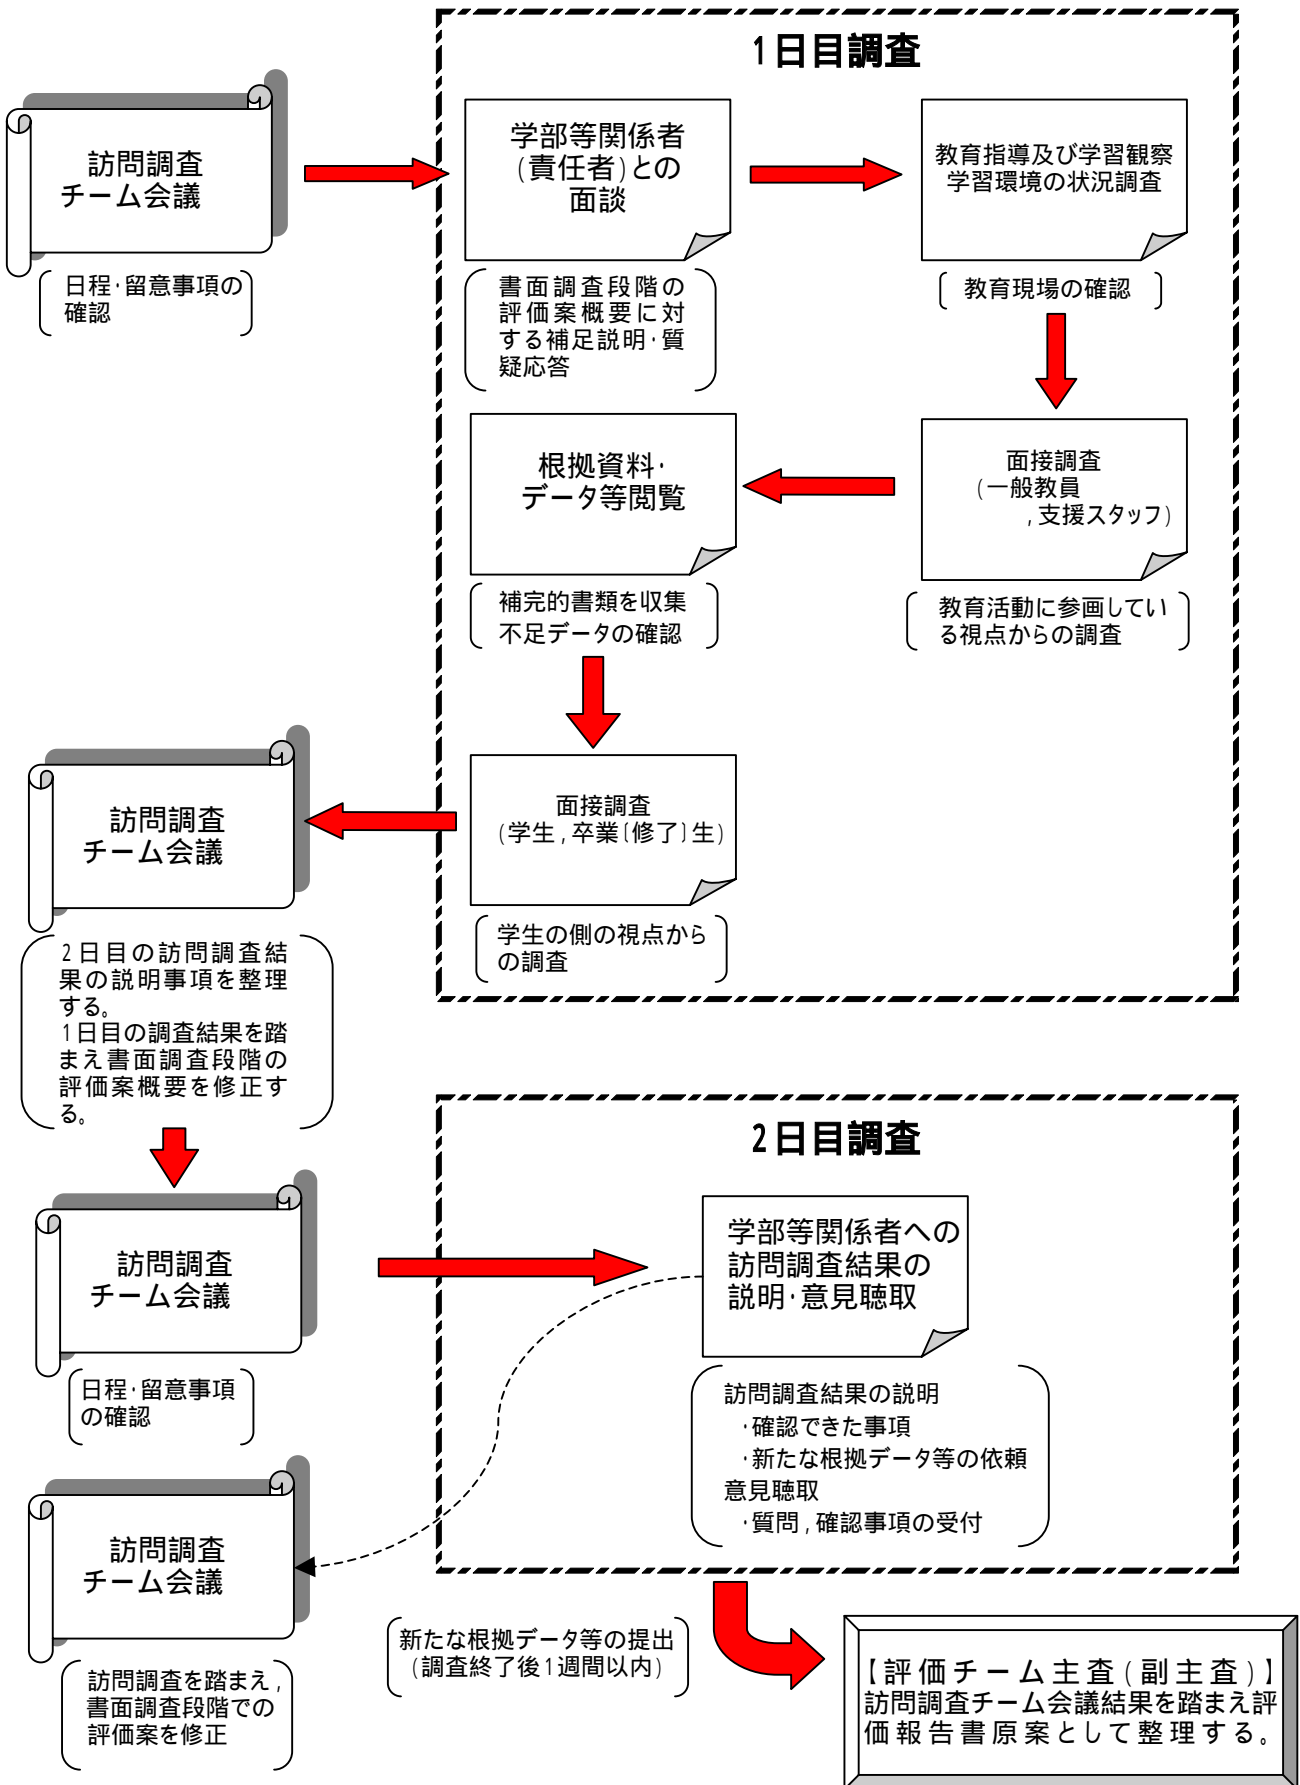 1日目調査
訪問調査
チーム会議
日程・留意事項の
確認
学部等関係者
(責任者)との
面談
書面調査段階の
評価案概要に対
する補足説明・質
疑応答
教育指導及び学習観察
学習環境の状況調査
教育現場の確認
面接調査
(一般教員
,支援スタッフ)
教育活動に参画してい
る視点からの調査
根拠資料・
データ等閲覧
補完的書類を収集
不足データの確認
面接調査
(学生,卒業〔修了〕生)
学生の側の視点から
の調査
訪問調査
チーム会議
2日目の訪問調査結
果の説明事項を整理
する。
1日目の調査結果を踏
まえ書面調査段階の
評価案概要を修正す
る。
2日目調査
訪問調査
チーム会議
日程・留意事項
の確認
学部等関係者への
訪問調査結果の
説明・意見聴取
訪問調査結果の説明
・確認できた事項
・新たな根拠データ等の依頼
意見聴取
・質問,確認事項の受付
訪問調査
チーム会議
訪問調査を踏まえ,
書面調査段階での
評価案を修正
新たな根拠データ等の提出
(調査終了後1週間以内)
【評価チーム主査(副主査)】
訪問調査チーム会議結果を踏まえ評
価報告書原案として整理する。